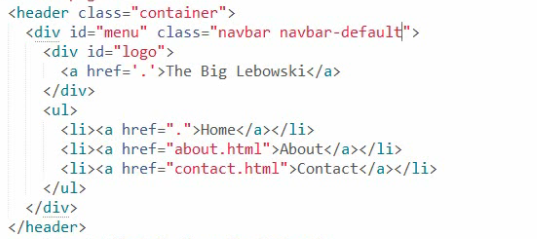 <header class="container">
<div id="menu" class="navbar navbar-default">
<div id="logo">
<a href='.'>The Big Lebowski</a>
</div>
<ul>
<li><a href=".">Home</a></li>
<li><a href="about.html">About</a></li>
<li><a href="contact.html">Contact</a></li>
</ul>
</div>
</header>